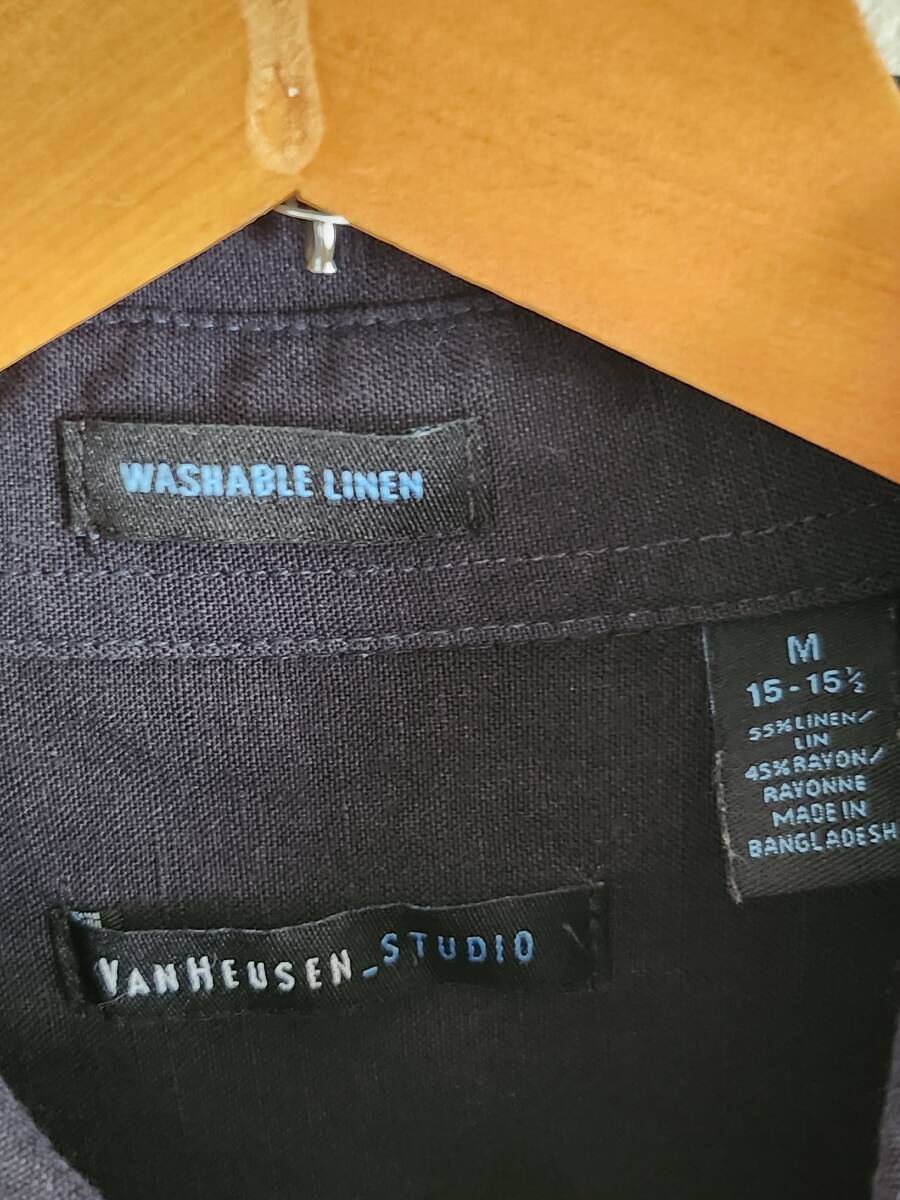 WASHABLE LINEN
M
15-15½
55% LINEN/
LIN
45% RAYON/
RAYONNE
MADE IN
BANGLADESH
VANHEUSEN_STUDIO